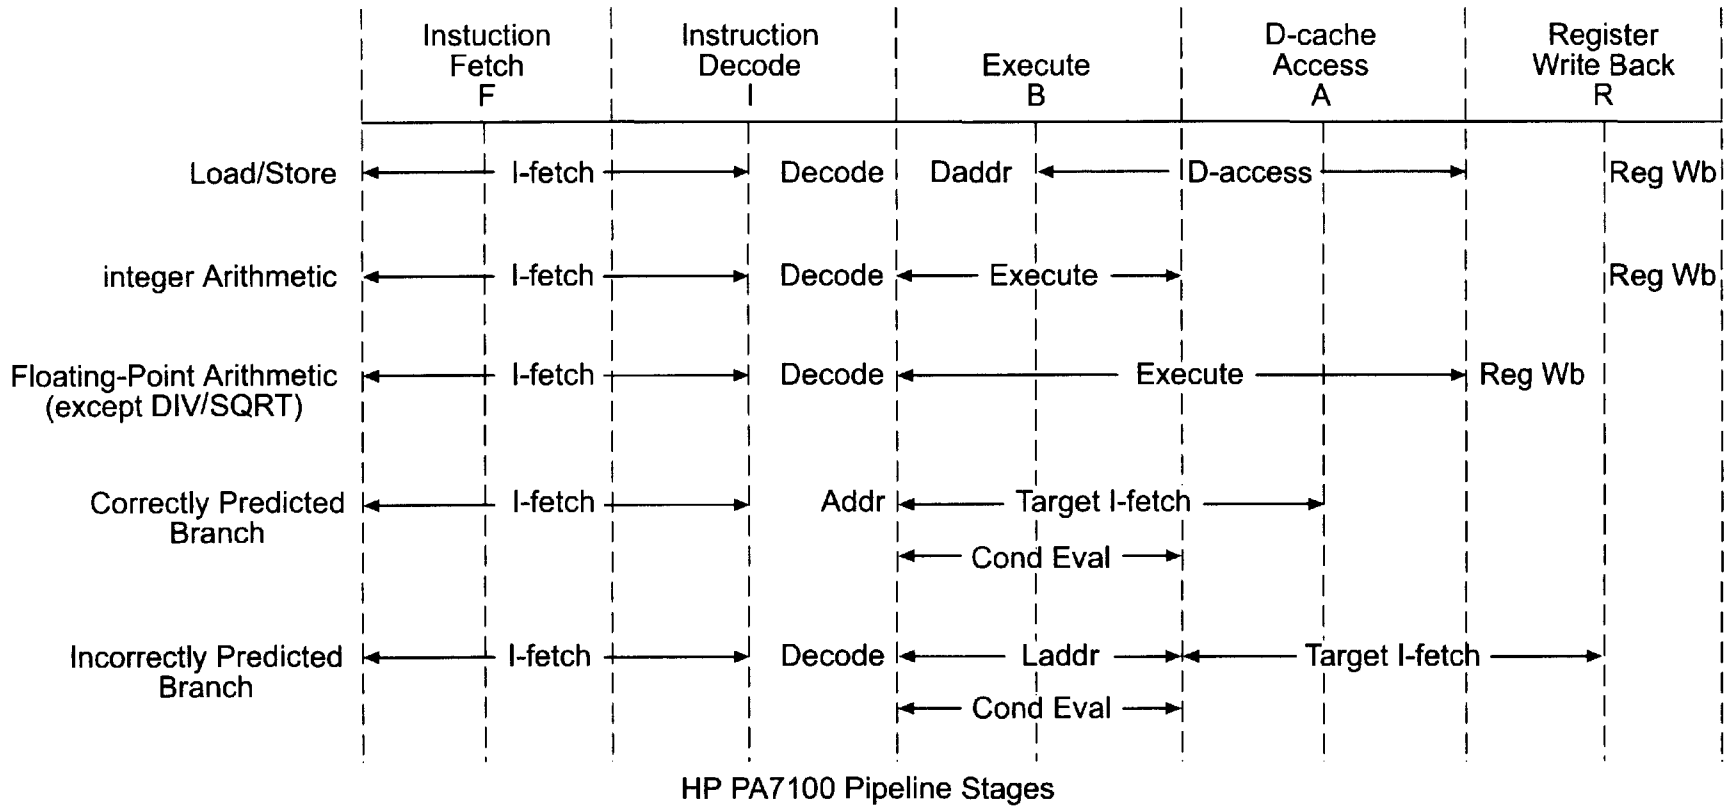 Instuction Fetch F
Instruction Decode I
Execute B
D-cache Access A
Register Write Back R
Load/Store I-fetch Decode Daddr D-access Reg Wb
integer Arithmetic I-fetch Decode Execute Reg Wb
Floating-Point Arithmetic (except DIV/SQRT) I-fetch Decode Execute Reg Wb
Correctly Predicted Branch I-fetch Addr Target I-fetch
Cond Eval
Incorrectly Predicted Branch I-fetch Decode Laddr Target I-fetch
Cond Eval
HP PA7100 Pipeline Stages